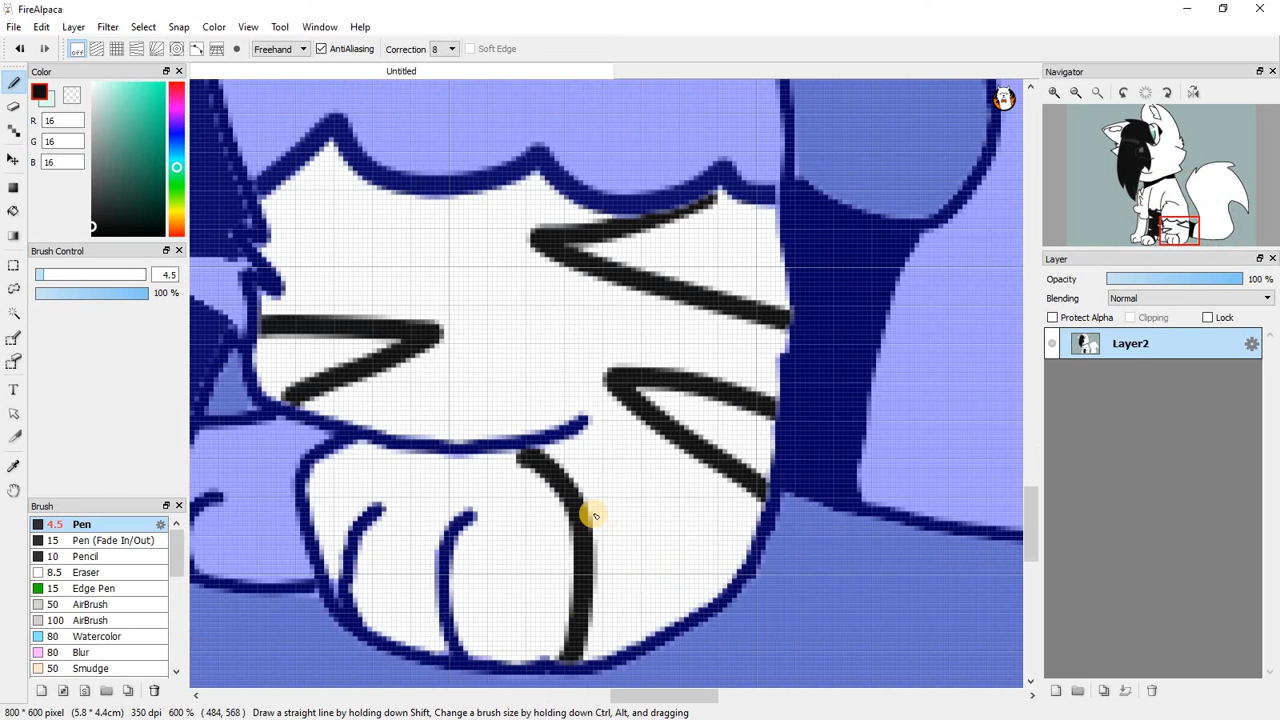 FireAlpaca
File Edit Layer Filter Select Snap Color View Tool Window Help
off Freehand AntiAliasing Correction 8 Soft Edge
Color Untitled Navigator
R 16
G 16
B 16
Brush Control
4.5
100 %
Layer
Opacity 100 %
Blending Normal
Protect Alpha Clipping Lock
Layer2
Brush
4.5 Pen
15 Pen (Fade In/Out)
10 Pencil
8.5 Eraser
15 Edge Pen
50 AirBrush
100 AirBrush
80 Watercolor
80 Blur
50 Smudge
800 * 600 pixel (5.8 * 4.4cm) 350 dpi 600 % ( 484, 568 ) Draw a straight line by holding down Shift, Change a brush size by holding down Ctrl, Alt, and dragging